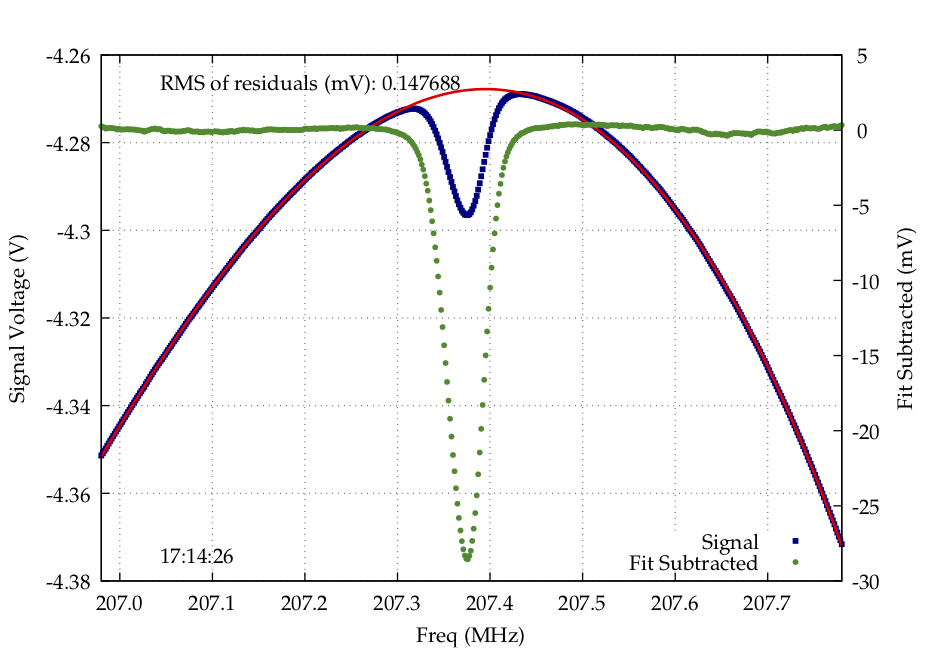 RMS of residuals (mV): 0.147688
-4.26
-4.28
-4.3
-4.32
-4.34
-4.36
-4.38
Signal Voltage (V)
5
0
-5
-10
-15
-20
-25
-30
Fit Subtracted (mV)
17:14:26
Signal
Fit Subtracted
207.0 207.1 207.2 207.3 207.4 207.5 207.6 207.7
Freq (MHz)